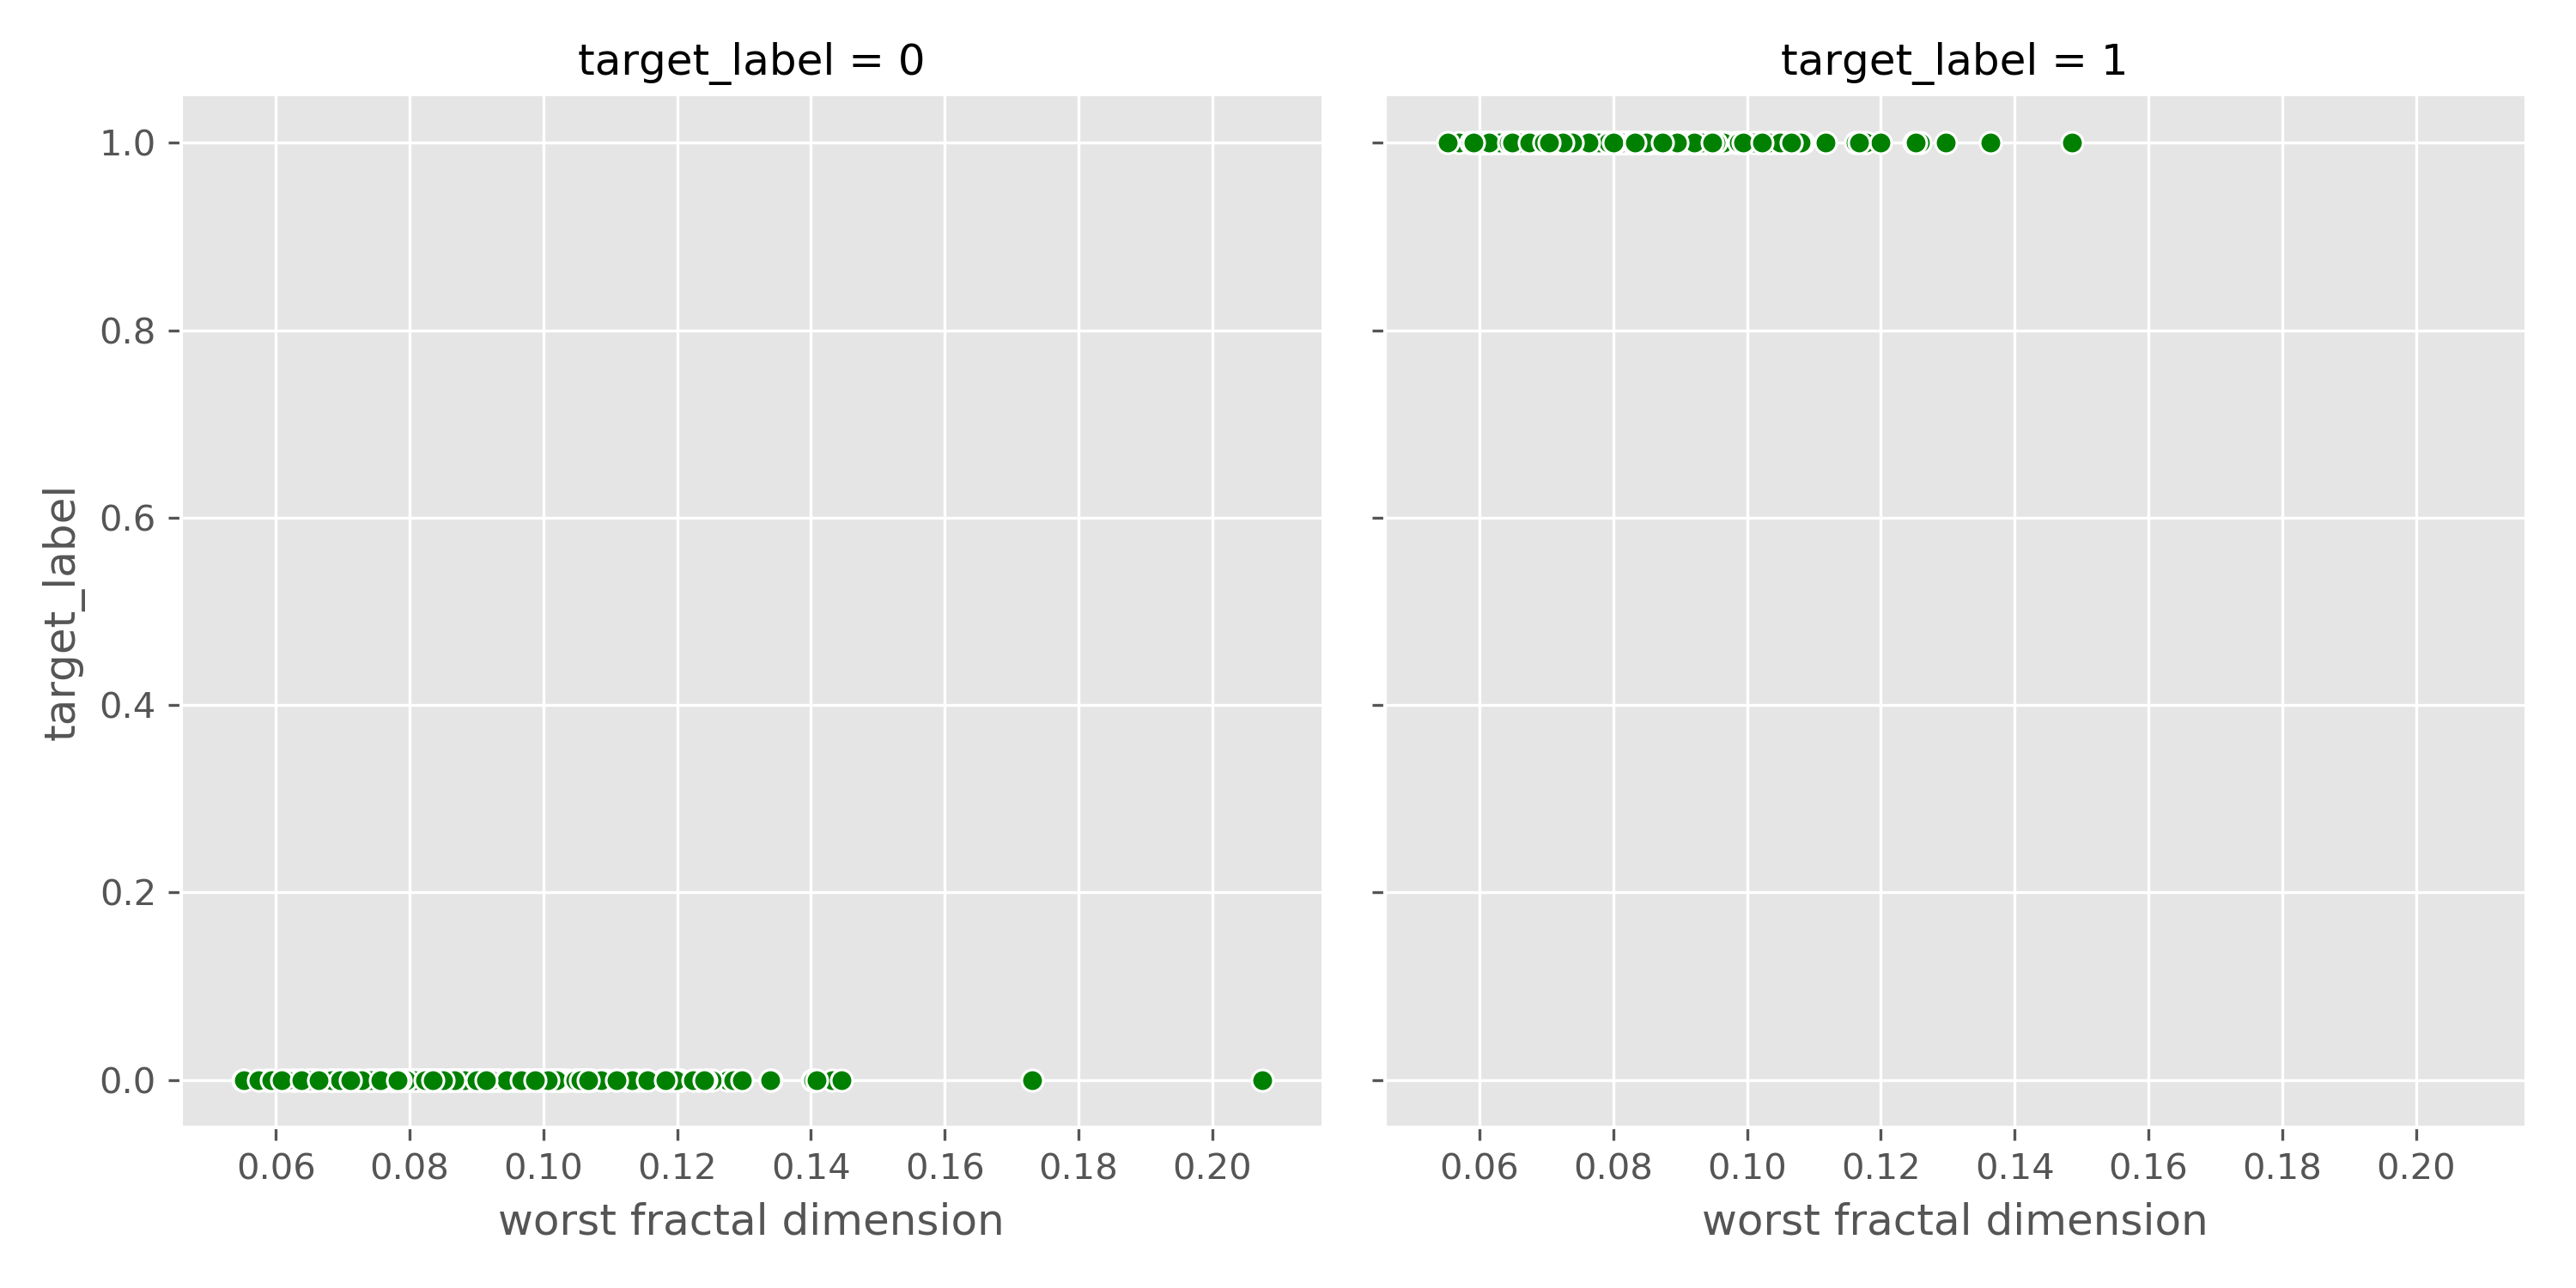 target_label = 0
target_label = 1
target_label
1.0
0.8
0.6
0.4
0.2
0.0
0.06 0.08 0.10 0.12 0.14 0.16 0.18 0.20
worst fractal dimension
0.06 0.08 0.10 0.12 0.14 0.16 0.18 0.20
worst fractal dimension